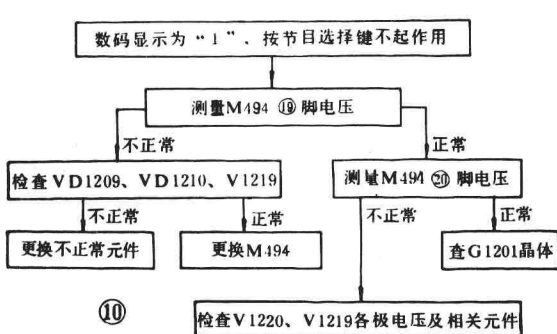 数码显示为“1”、按节目选择键不起作用
测量M494 ⑲ 脚电压
不正常
正常
检查VD1209、VD1210、V1219
测量M494 ⑳ 脚电压
不正常
正常
不正常
正常
更换不正常元件
更换M494
查G1201晶体
⑩
检查V1220、V1219各极电压及相关元件